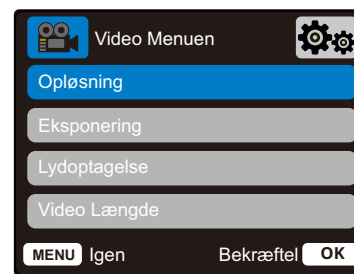 Video Menuen
Opløsning
Eksponering
Lydoptagelse
Video Længde
MENU Igen Bekræftel OK